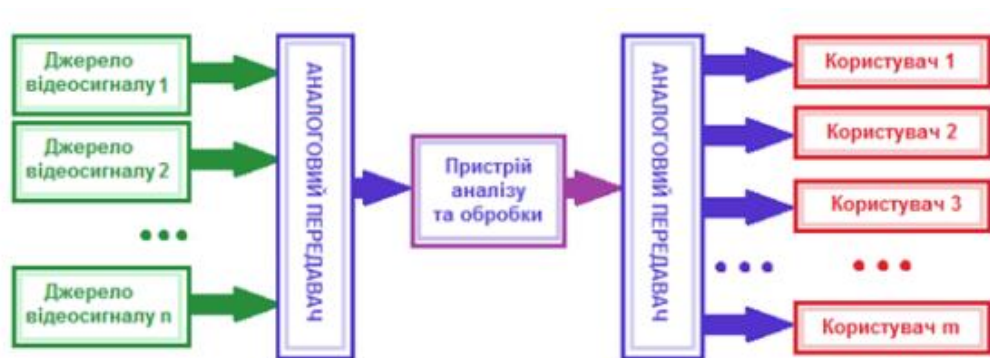 Джерело
відеосигналу 1
Джерело
відеосигналу 2
Джерело
відеосигналу n
АНАЛОГОВИЙ ПЕРЕДАВАЧ
Пристрій
аналізу
та обробки
АНАЛОГОВИЙ ПЕРЕДАВАЧ
Користувач 1
Користувач 2
Користувач 3
Користувач m